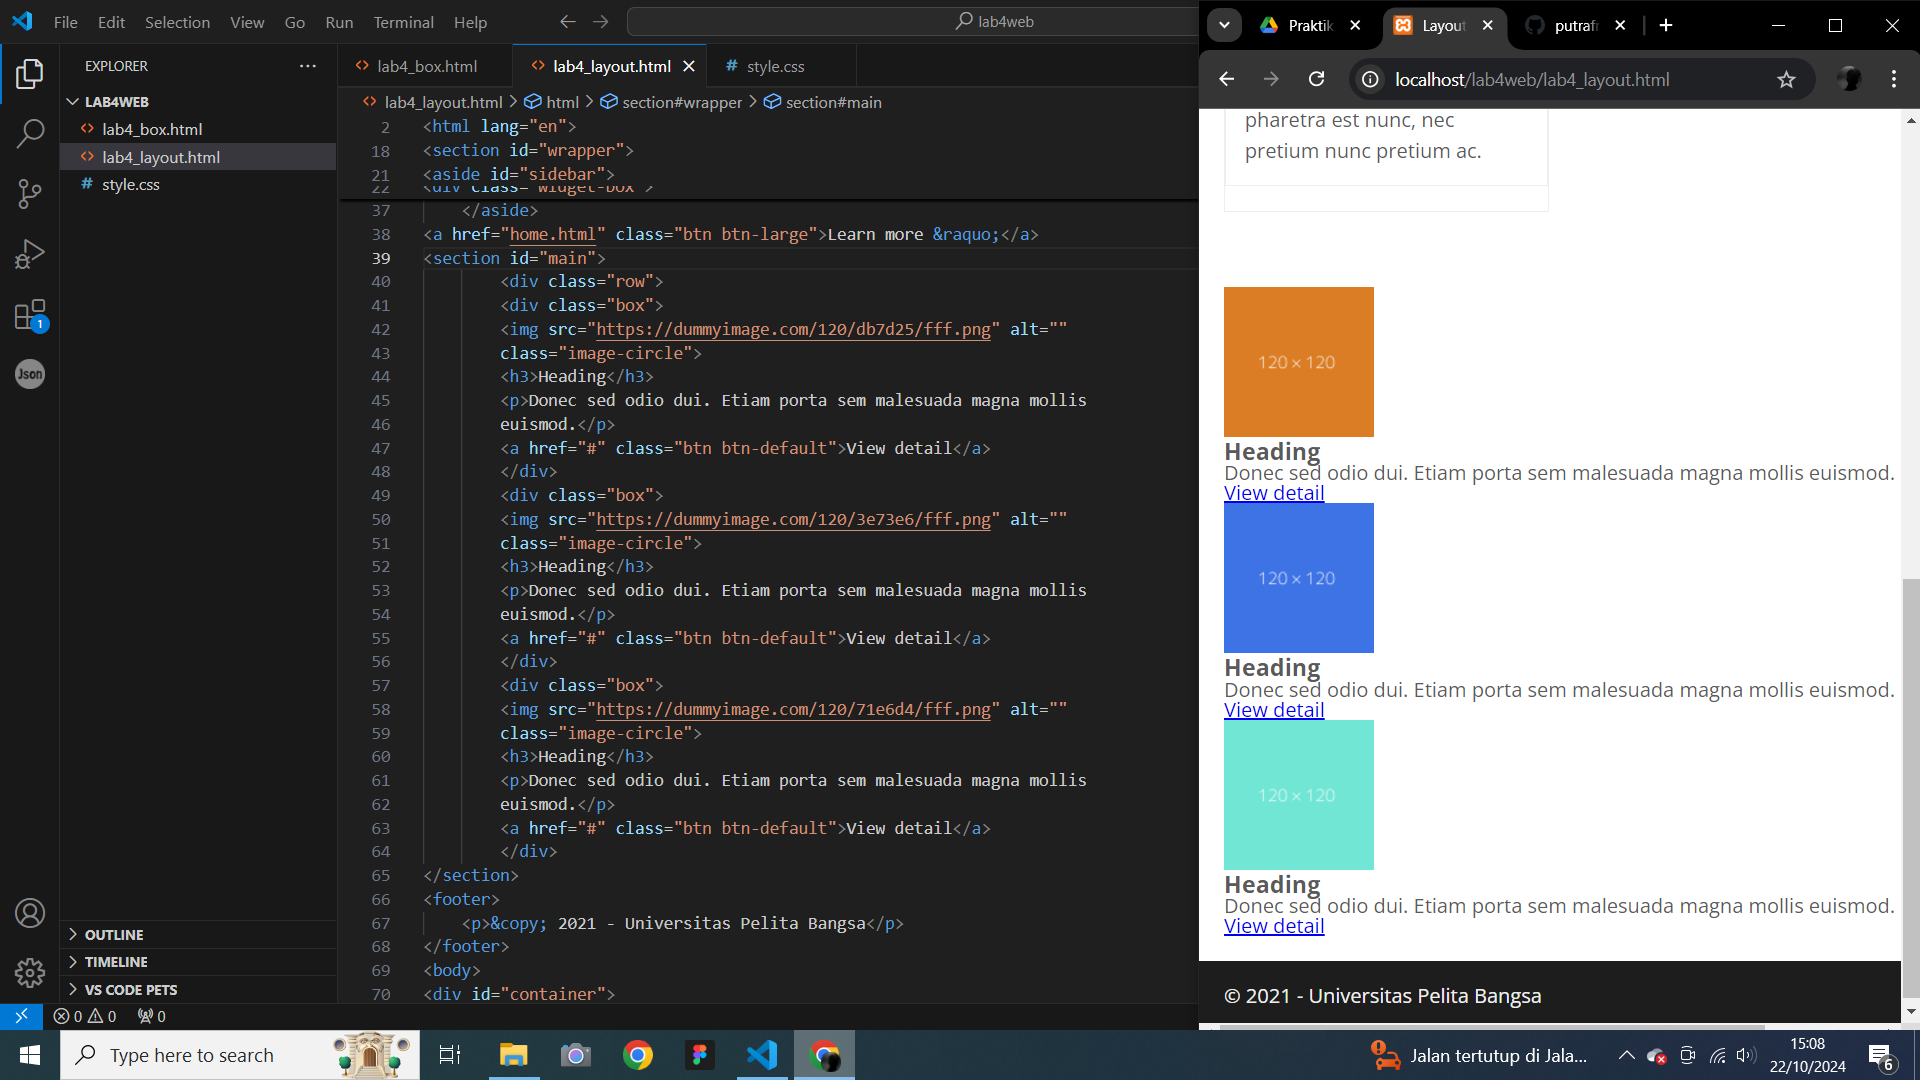 File Edit Selection View Go Run Terminal Help
lab4web
EXPLORER
LAB4WEB
lab4_box.html
lab4_layout.html
style.css
OUTLINE
TIMELINE
VS CODE PETS
Json
1
lab4_box.html lab4_layout.html style.css
lab4_layout.html > html > section#wrapper > section#main
2 <html lang="en">
18 <section id="wrapper">
21 <aside id="sidebar">
22 <div class="widget-box">
37 </aside>
38 <a href="home.html" class="btn btn-large">Learn more &raquo;</a>
39 <section id="main">
40 <div class="row">
41 <div class="box">
42 <img src="https://dummyimage.com/120/db7d25/fff.png" alt=""
43 class="image-circle">
44 <h3>Heading</h3>
45 <p>Donec sed odio dui. Etiam porta sem malesuada magna mollis
46 euismod.</p>
47 <a href="#" class="btn btn-default">View detail</a>
48 </div>
49 <div class="box">
50 <img src="https://dummyimage.com/120/3e73e6/fff.png" alt=""
51 class="image-circle">
52 <h3>Heading</h3>
53 <p>Donec sed odio dui. Etiam porta sem malesuada magna mollis
54 euismod.</p>
55 <a href="#" class="btn btn-default">View detail</a>
56 </div>
57 <div class="box">
58 <img src="https://dummyimage.com/120/71e6d4/fff.png" alt=""
59 class="image-circle">
60 <h3>Heading</h3>
61 <p>Donec sed odio dui. Etiam porta sem malesuada magna mollis
62 euismod.</p>
63 <a href="#" class="btn btn-default">View detail</a>
64 </div>
65 </section>
66 <footer>
67 <p>&copy; 2021 - Universitas Pelita Bangsa</p>
68 </footer>
69 <body>
70 <div id="container">
0 0 0
Praktik Layout putrafr
localhost/lab4web/lab4_layout.html
pharetra est nunc, nec
pretium nunc pretium ac.
120 × 120
Heading
Donec sed odio dui. Etiam porta sem malesuada magna mollis euismod.
View detail
120 × 120
Heading
Donec sed odio dui. Etiam porta sem malesuada magna mollis euismod.
View detail
120 × 120
Heading
Donec sed odio dui. Etiam porta sem malesuada magna mollis euismod.
View detail
© 2021 - Universitas Pelita Bangsa
Type here to search
Jalan tertutup di Jala...
15:08
22/10/2024
6